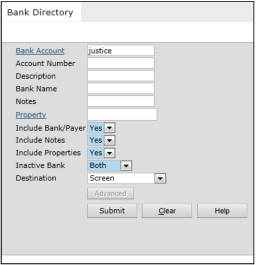 Bank Directory
Bank Account justice
Account Number
Description
Bank Name
Notes
Property
Include Bank/Payer Yes
Include Notes Yes
Include Properties Yes
Inactive Bank Both
Destination Screen
Advanced
Submit Clear Help